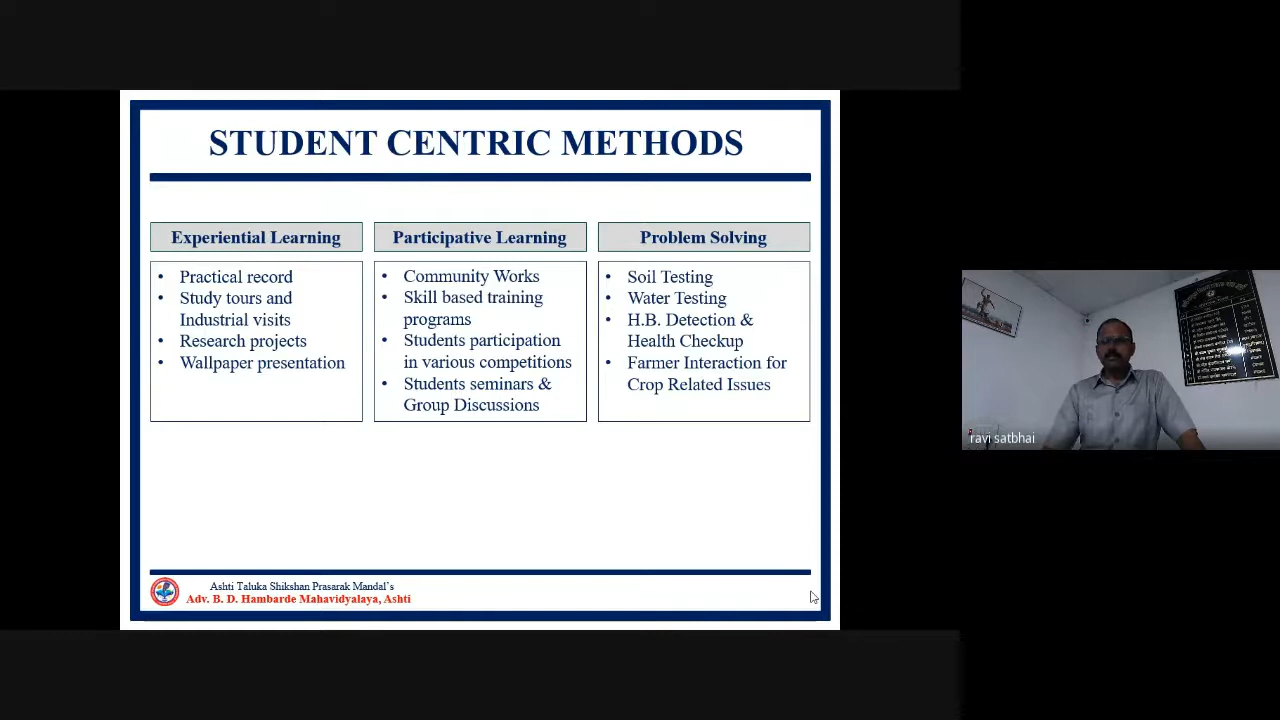 STUDENT CENTRIC METHODS
Experiential Learning
• Practical record
• Study tours and
Industrial visits
• Research projects
• Wallpaper presentation
Participative Learning
• Community Works
• Skill based training
programs
• Students participation
in various competitions
• Students seminars &
Group Discussions
Problem Solving
• Soil Testing
• Water Testing
• H.B. Detection &
Health Checkup
• Farmer Interaction for
Crop Related Issues
Ashti Taluka Shikshan Prasarak Mandal's
Adv. B. D. Hambarde Mahavidyalaya, Ashti
ravi satbhai